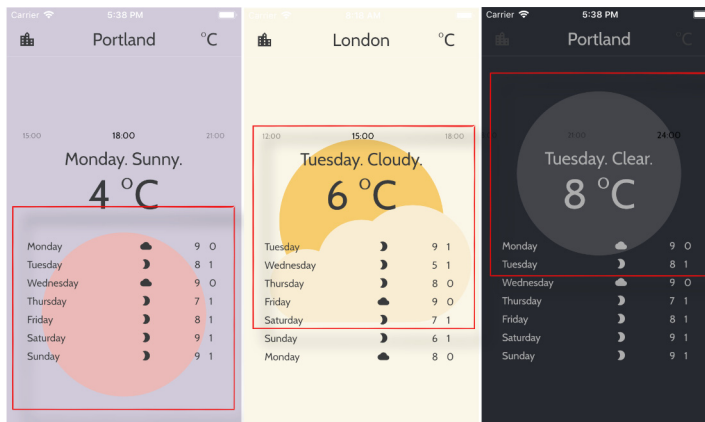 Carrier 5:38 PM
Portland °C
15:00 18:00 21:00
Monday. Sunny.
4 °C
Monday 9 0
Tuesday 8 1
Wednesday 9 0
Thursday 7 1
Friday 8 1
Saturday 9 1
Sunday 9 1
Carrier
London °C
12:00 15:00 18:00
Tuesday. Cloudy.
6 °C
Tuesday 9 1
Wednesday 5 1
Thursday 8 0
Friday 9 0
Saturday 7 1
Sunday 6 1
Monday 8 0
Carrier 5:38 PM
Portland °C
21:00 24:00
Tuesday. Clear.
8 °C
Monday 9 0
Tuesday 8 1
Wednesday 9 0
Thursday 7 1
Friday 8 1
Saturday 9 1
Sunday 9 1